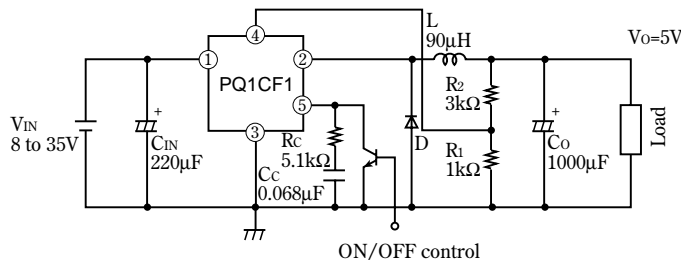 L
90μH
VO=5V
4
1
2
PQ1CF1
R2
3kΩ
5
VIN
8 to 35V
+
CIN
220μF
3
RC
5.1kΩ
CC
0.068μF
D
R1
1kΩ
+
CO
1000μF
Load
ON/OFF control